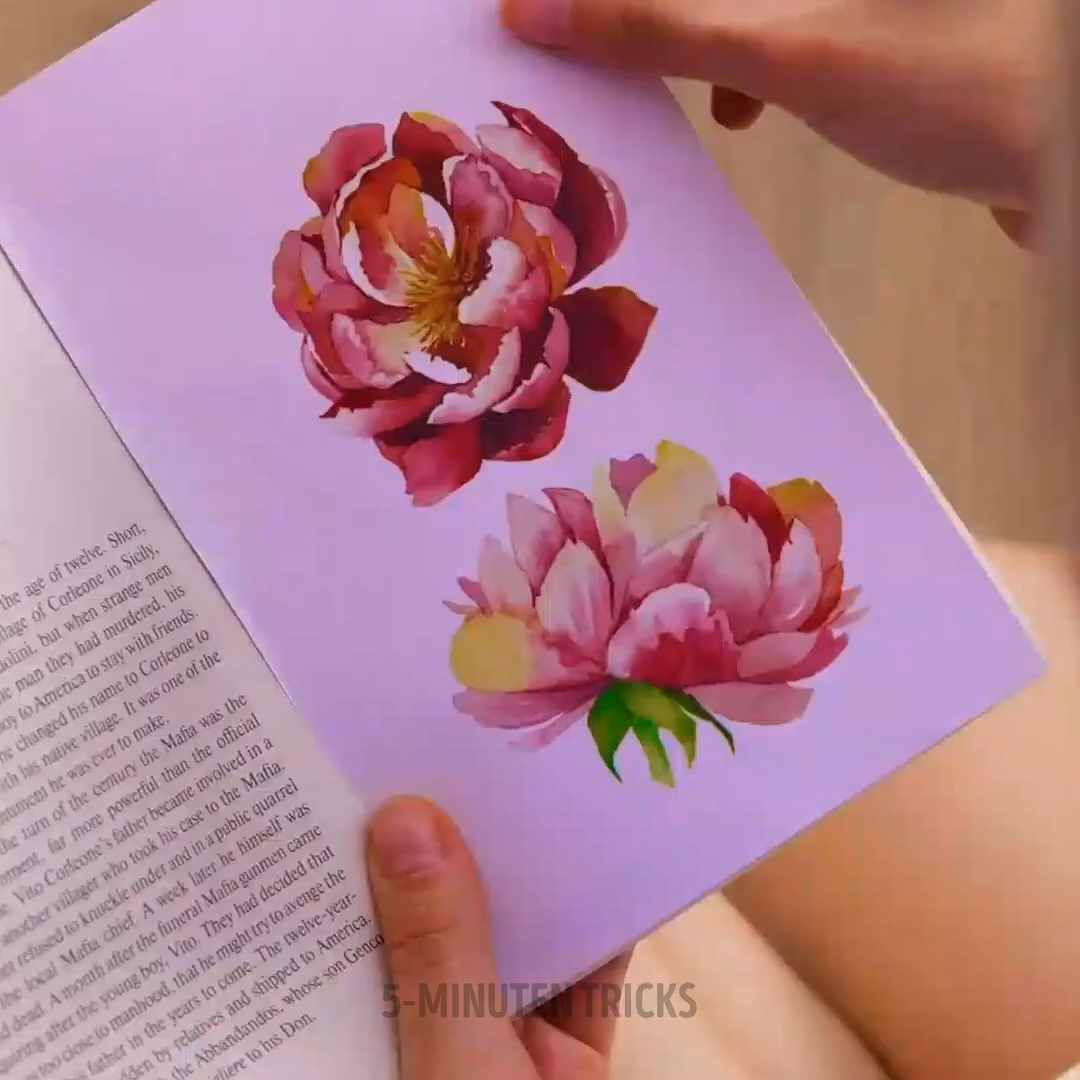 the age of twelve. Short,
village of Corleone in Sicily,
but when strange men
the man they had murdered, his
boy to America to stay with friends.
he changed his name to Corleone to
with his native village. It was one of the
he was ever to make.
the turn of the century the Mafia was the
far more powerful than the official
Vito Corleone's father became involved in a
another villager who took his case to the Mafia.
refused to knuckle under and in a public quarrel
the local Mafia chief. A week later he himself was
dead. A month after the funeral Mafia gunmen came
after the young boy, Vito. They had decided that
too close to manhood, that he might try to avenge the
father in the years to come. The twelve-year-
by relatives and shipped to America.
the Abbandandos, whose son Genco
to his Don.
5-MINUTEN TRICKS